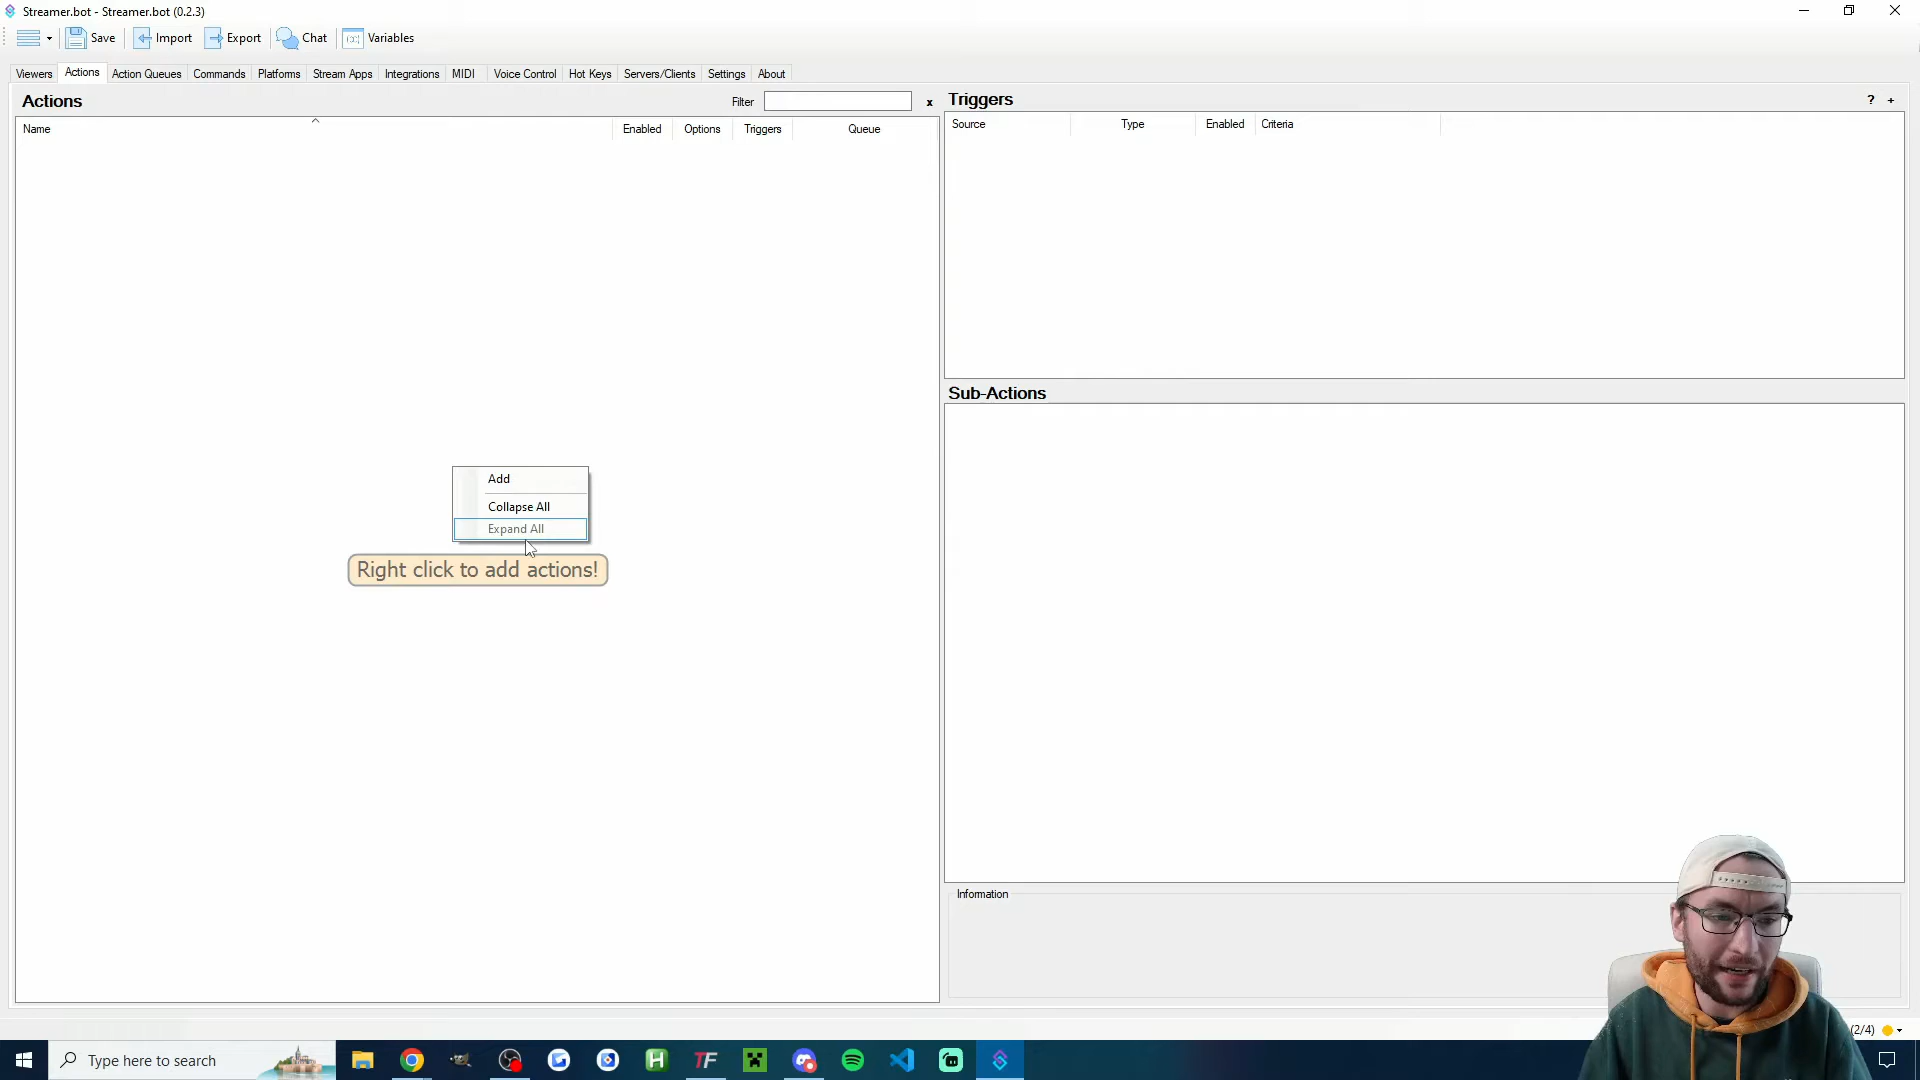 Streamer.bot - Streamer.bot (0.2.3)
Save Import Export Chat Variables
Viewers Actions Action Queues Commands Platforms Stream Apps Integrations MIDI Voice Control Hot Keys Servers/Clients Settings About
Actions
Filter
x
Name Enabled Options Triggers Queue
Add
Collapse All
Expand All
Right click to add actions!
Triggers
? +
Source Type Enabled Criteria
Sub-Actions
Information
(2/4)
Type here to search
H
TF